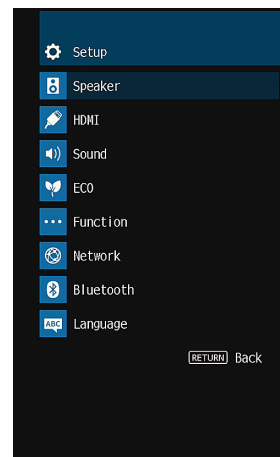 Setup
Speaker
HDMI
Sound
ECO
Function
Network
Bluetooth
ABC Language
RETURN Back